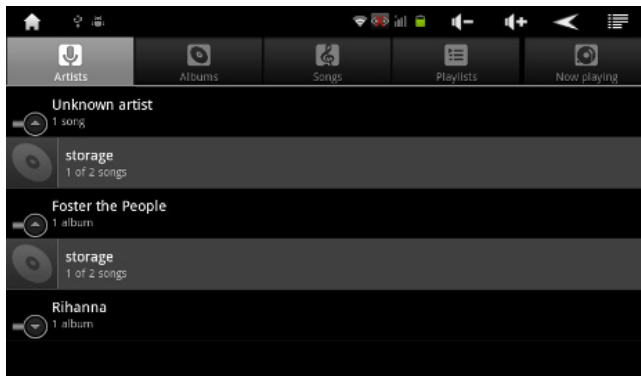 Artists
Albums
Songs
Playlists
Now playing
Unknown artist
1 song
storage
1 of 2 songs
Foster the People
1 album
storage
1 of 2 songs
Rihanna
1 album